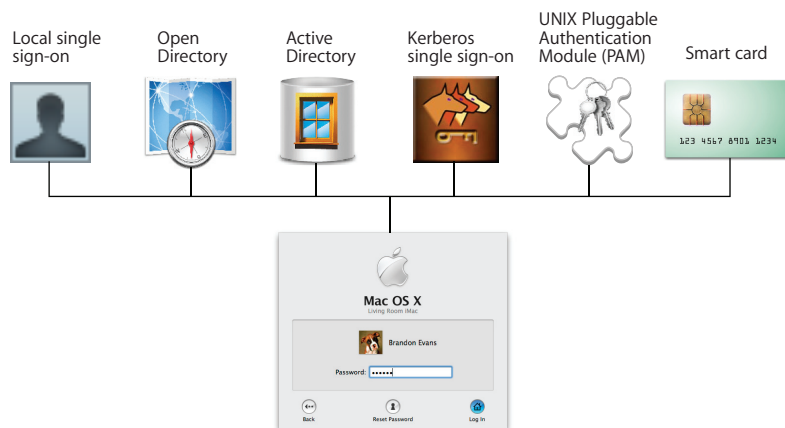 Local single
sign-on
Open
Directory
Active
Directory
Kerberos
single sign-on
UNIX Pluggable
Authentication
Module (PAM)
Smart card
123 4567 8901 1234
Mac OS X
Living Room iMac
Brandon Evans
Password: ••••••
Back
Reset Password
Log In